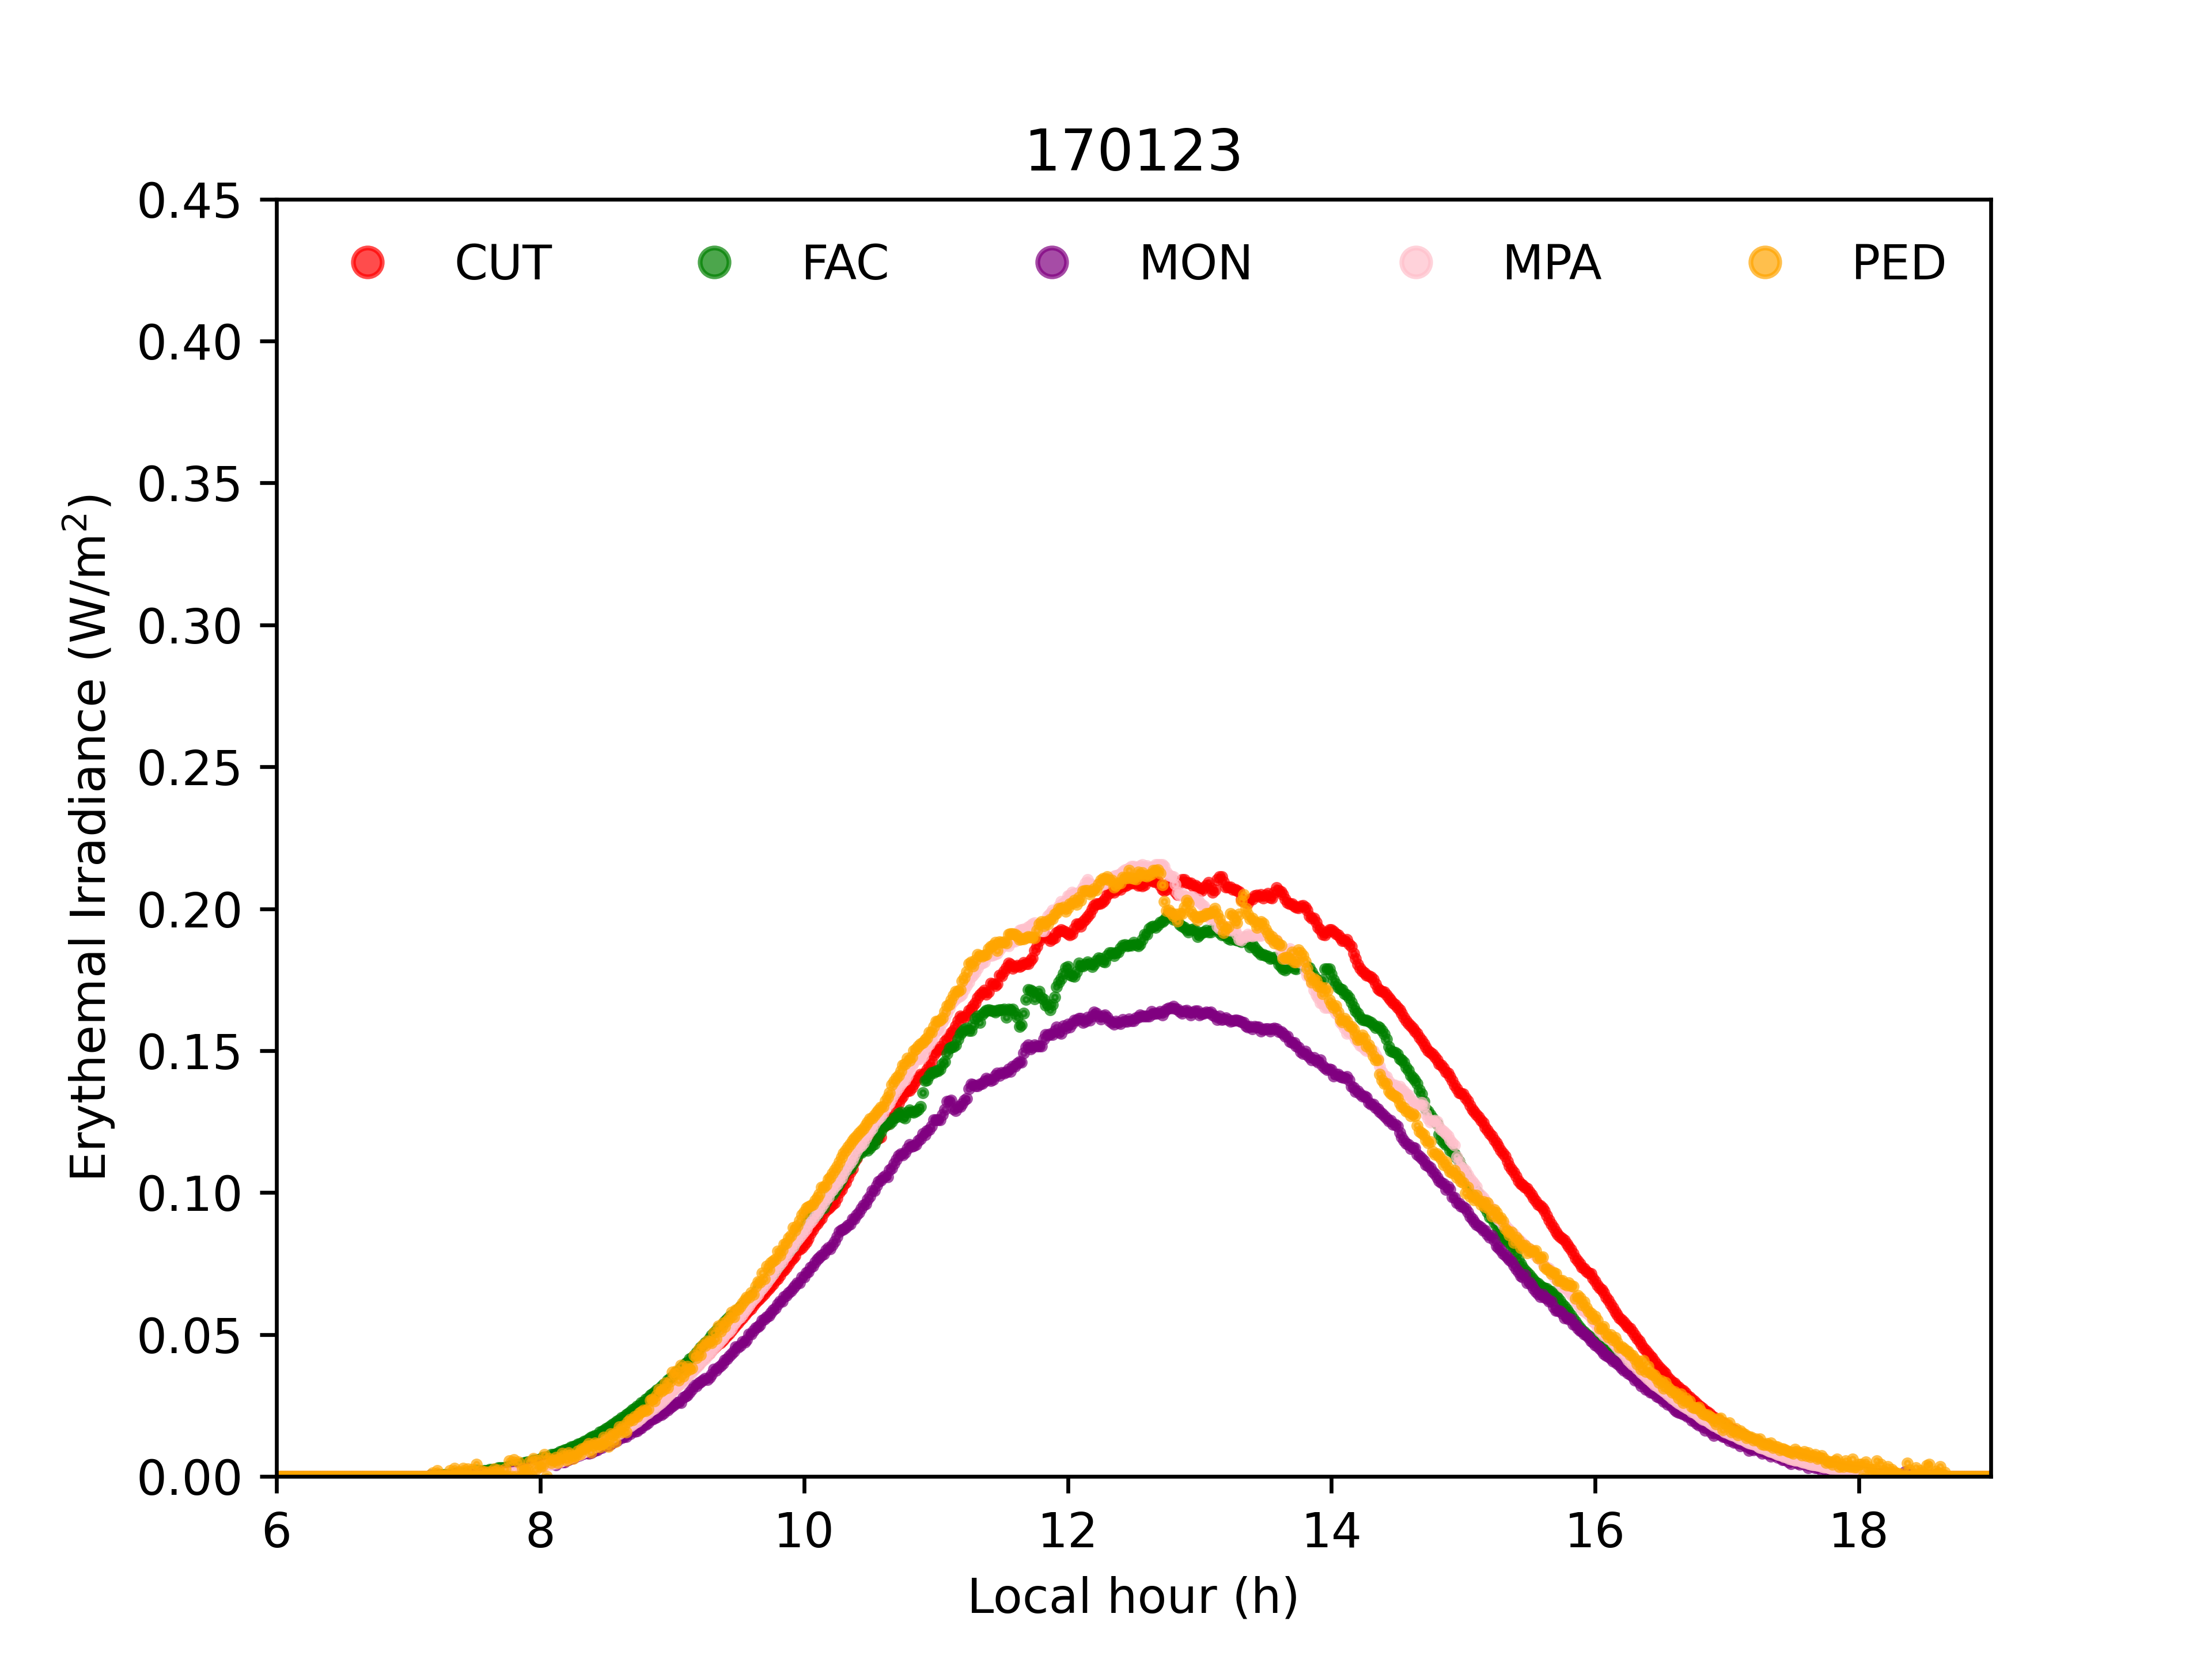 170123
CUT FAC MON MPA PED
0.45
0.40
0.35
0.30
0.25
0.20
0.15
0.10
0.05
0.00
Erythemal Irradiance (W/m²)
6 8 10 12 14 16 18
Local hour (h)